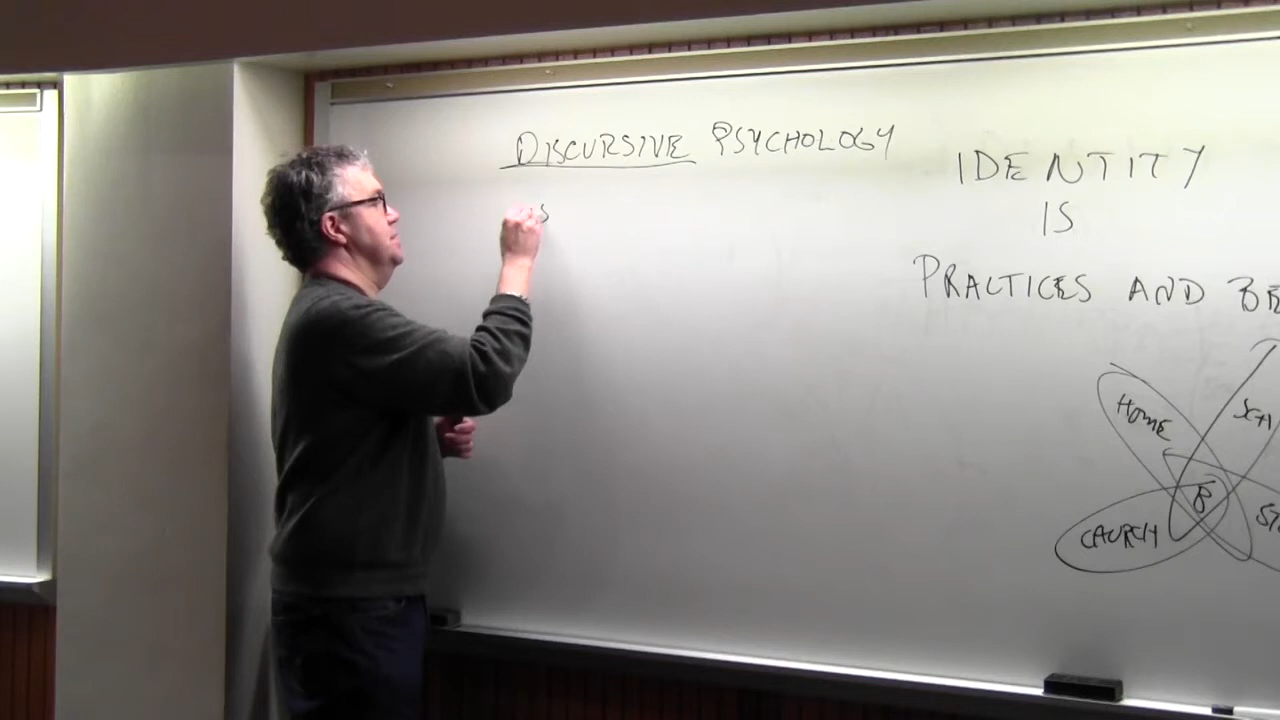 DISCURSIVE PSYCHOLOGY
IDENTITY
IS
PRACTICES AND
HOME
B
CHURCH